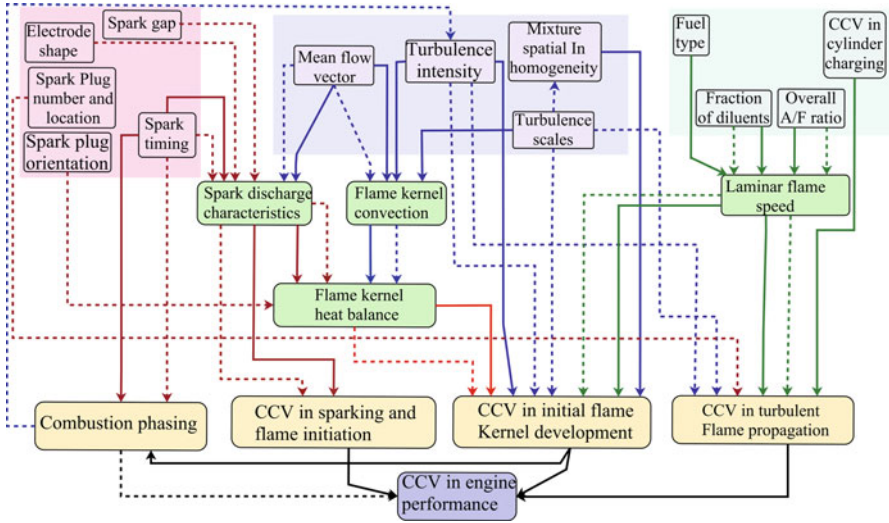 Spark gap
Electrode
shape
Spark Plug
number and
location
Spark plug
orientation
Spark
timing
Mean flow
vector
Turbulence
intensity
Mixture
spatial In
homogeneity
Turbulence
scales
Fuel
type
CCV in
cylinder
charging
Fraction
of diluents
Overall
A/F ratio
Spark discharge
characteristics
Flame kernel
convection
Laminar flame
speed
Flame kernel
heat balance
Combustion phasing
CCV in sparking and
flame initiation
CCV in initial flame
Kernel development
CCV in turbulent
Flame propagation
CCV in engine
performance